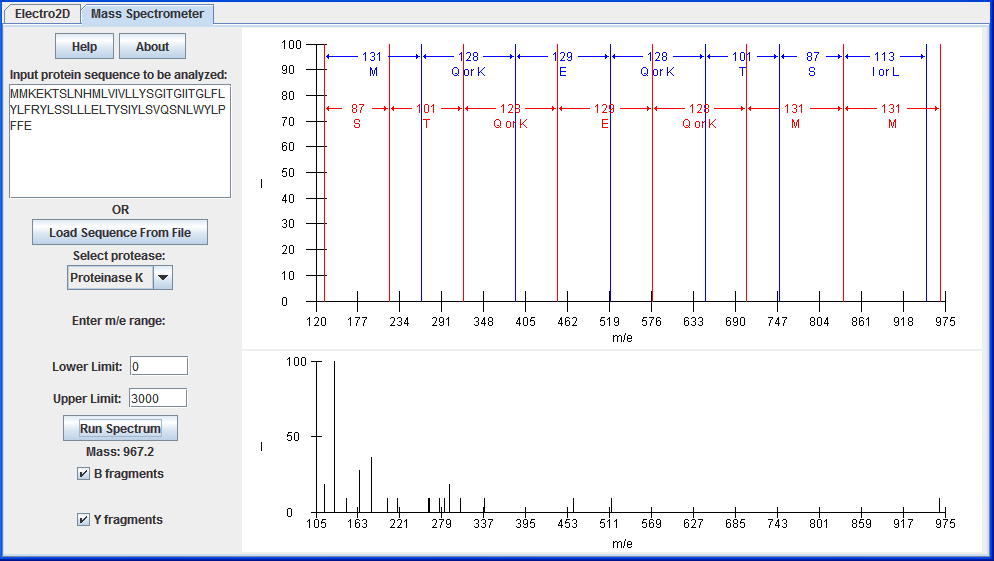 Electro2D Mass Spectrometer
Help About
Input protein sequence to be analyzed:
MMKEKTSLNHMLVIVLLYSGITGIITGLFL
YLFRYLSSLLLELTYSIYLSVQSNLWYLP
FFE
OR
Load Sequence From File
Select protease:
Proteinase K
Enter m/e range:
Lower Limit: 0
Upper Limit: 3000
Run Spectrum
Mass: 967.2
B fragments
Y fragments
100
90
80
70
60
50
40
30
20
10
0
I
131 128 129 128 101 87 113
M Q or K E Q or K T S I or L
87 101 128 129 128 131 131
S T Q or K E Q or K M M
120 177 234 291 348 405 462 519 576 633 690 747 804 861 918 975
m/e
100
50
0
I
105 163 221 279 337 395 453 511 569 627 685 743 801 859 917 975
m/e